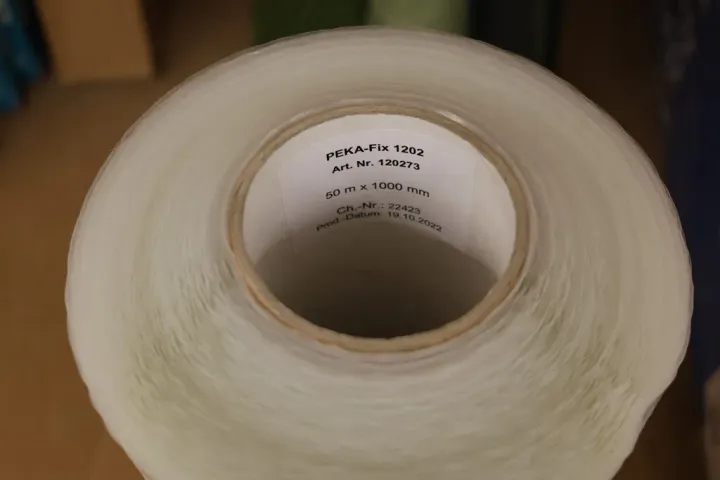 PEKA-Fix 1202
Art. Nr. 120273
50 m x 1000 mm
Ch.-Nr.: 22423
Prod.-Datum: 19.10.2022